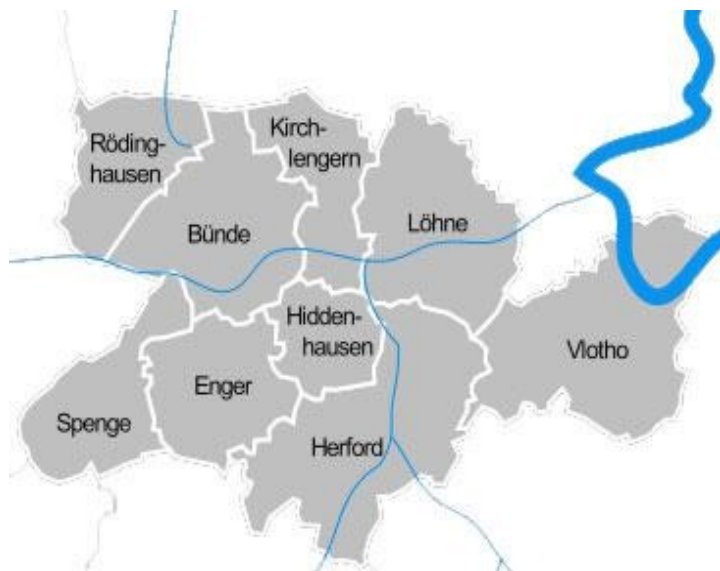 Kirch-
lengern
Röding-
hausen
Löhne
Bünde
Hidden-
hausen
Vlotho
Enger
Spenge
Herford